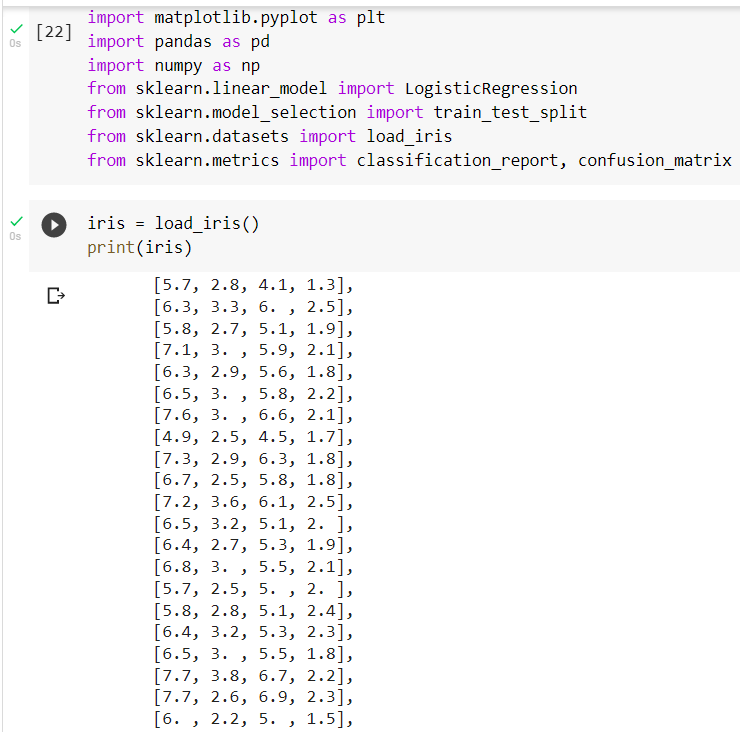 import matplotlib.pyplot as plt
[22] import pandas as pd
0s
import numpy as np
from sklearn.linear_model import LogisticRegression
from sklearn.model_selection import train_test_split
from sklearn.datasets import load_iris
from sklearn.metrics import classification_report, confusion_matrix
iris = load_iris()
0s
print(iris)
[5.7, 2.8, 4.1, 1.3],
[6.3, 3.3, 6. , 2.5],
[5.8, 2.7, 5.1, 1.9],
[7.1, 3. , 5.9, 2.1],
[6.3, 2.9, 5.6, 1.8],
[6.5, 3. , 5.8, 2.2],
[7.6, 3. , 6.6, 2.1],
[4.9, 2.5, 4.5, 1.7],
[7.3, 2.9, 6.3, 1.8],
[6.7, 2.5, 5.8, 1.8],
[7.2, 3.6, 6.1, 2.5],
[6.5, 3.2, 5.1, 2. ],
[6.4, 2.7, 5.3, 1.9],
[6.8, 3. , 5.5, 2.1],
[5.7, 2.5, 5. , 2. ],
[5.8, 2.8, 5.1, 2.4],
[6.4, 3.2, 5.3, 2.3],
[6.5, 3. , 5.5, 1.8],
[7.7, 3.8, 6.7, 2.2],
[7.7, 2.6, 6.9, 2.3],
[6. , 2.2, 5. , 1.5],